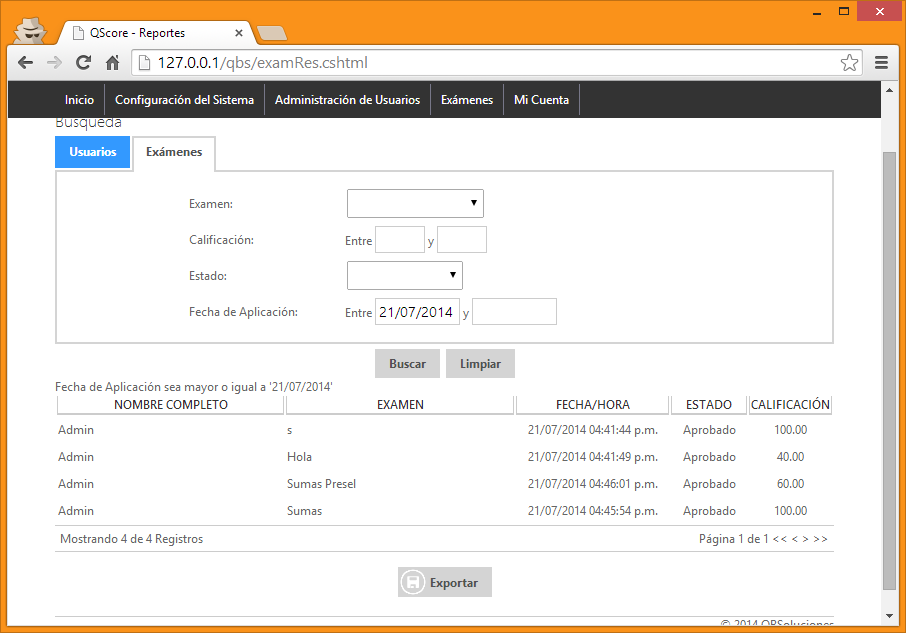 QScore - Reportes
127.0.0.1/qbs/examRes.cshtml
Inicio Configuración del Sistema Administración de Usuarios Exámenes Mi Cuenta
Búsqueda
Usuarios Exámenes
Examen:
Calificación: Entre y
Estado:
Fecha de Aplicación: Entre 21/07/2014 y
Buscar Limpiar
Fecha de Aplicación sea mayor o igual a '21/07/2014'
NOMBRE COMPLETO EXAMEN FECHA/HORA ESTADO CALIFICACIÓN
Admin s 21/07/2014 04:41:44 p.m. Aprobado 100.00
Admin Hola 21/07/2014 04:41:49 p.m. Aprobado 40.00
Admin Sumas Presel 21/07/2014 04:46:01 p.m. Aprobado 60.00
Admin Sumas 21/07/2014 04:45:54 p.m. Aprobado 100.00
Mostrando 4 de 4 Registros Página 1 de 1 << < > >>
Exportar
© 2014 QBSoluciones